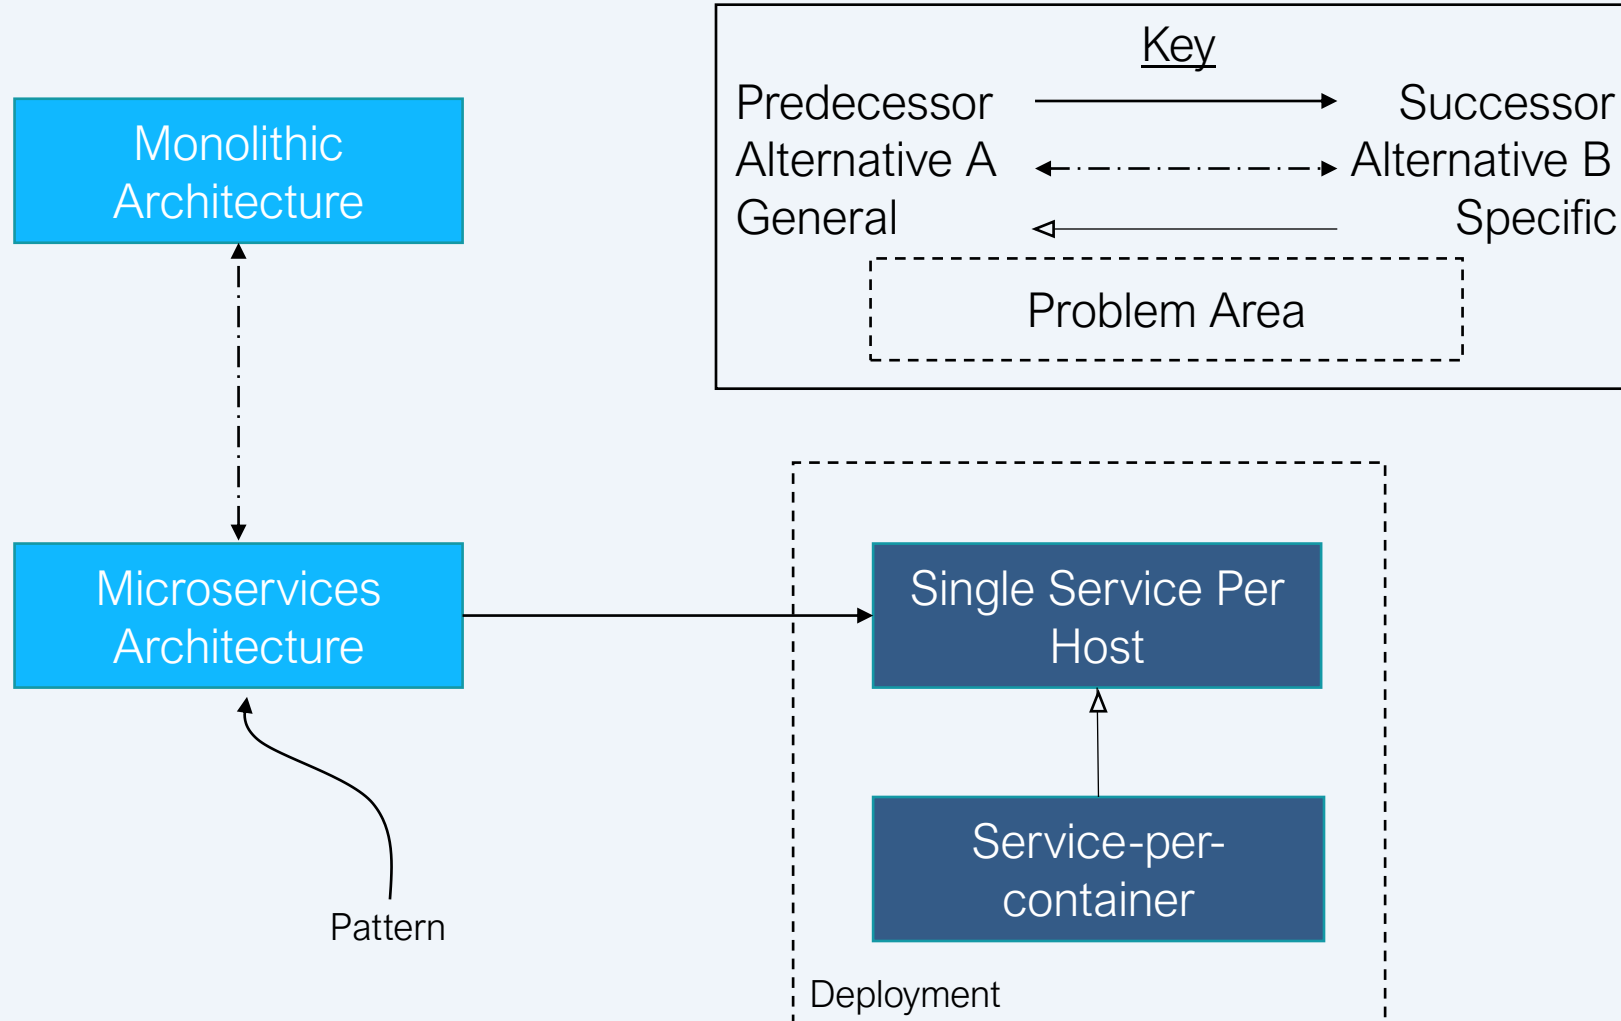 Key
Predecessor Successor
Alternative A Alternative B
General Specific
Problem Area
Monolithic
Architecture
Microservices
Architecture
Single Service Per
Host
Service-per-
container
Pattern
Deployment